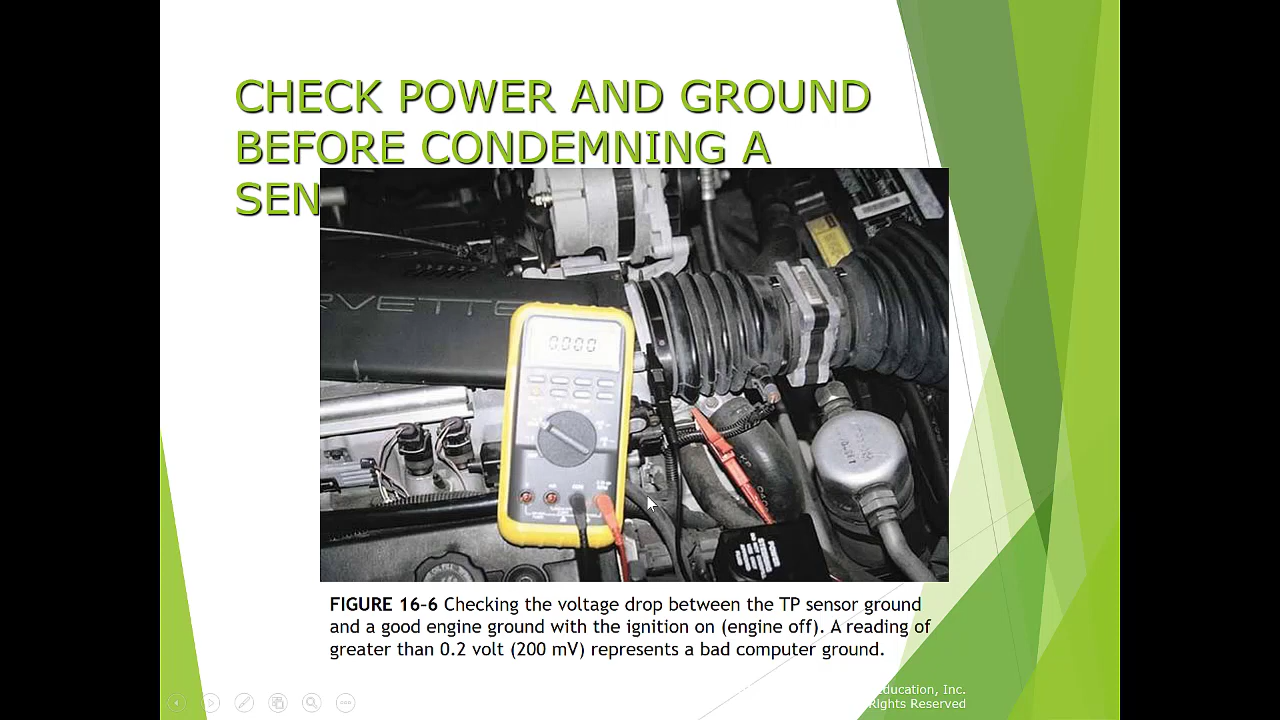 CHECK POWER AND GROUND
BEFORE CONDEMNING A
SEN
RVETTE
0000
FIGURE 16-6 Checking the voltage drop between the TP sensor ground
and a good engine ground with the ignition on (engine off). A reading of
greater than 0.2 volt (200 mV) represents a bad computer ground.
ducation, Inc.
Rights Reserved